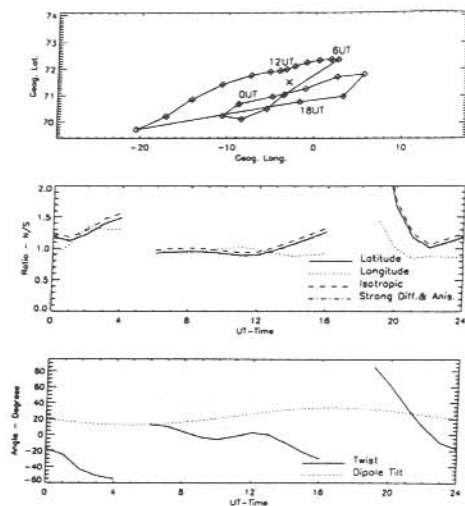 74
73
72
71
70
Geog. Lat.
12UT
6UT
0UT
18UT
-20
-10
0
10
Geog. Long.
2.0
1.5
1.0
0.5
0.0
Ratio - N/S
Latitude
Longitude
Isotropic
Strong Diff.& Anis.
0 4 8 12 16 20 24
UT-Time
80
60
40
20
0
-20
-40
-60
Angle - Degrees
Twist
Dipole Tilt
0 4 8 12 16 20 24
UT-Time